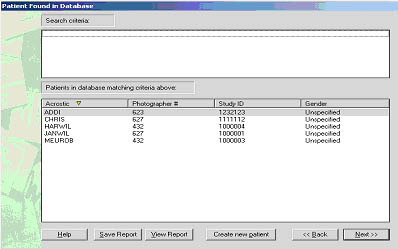 Patient Found in Database
Search criteria:
Patients in database matching criteria above:
Acrostic Photographer # Study ID Gender
ADDI 623 1232123 Unspecified
CHRIS 627 1111112 Unspecified
HARWIL 432 1000004 Unspecified
JANWIL 627 1000001 Unspecified
MEUROB 432 1000003 Unspecified
Help Save Report View Report Create new patient << Back Next >>